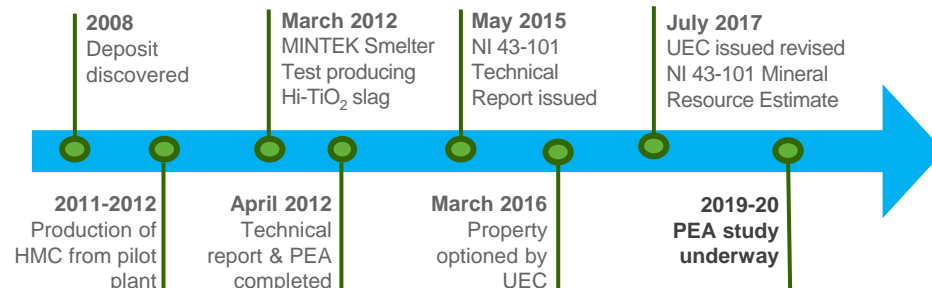 2008
Deposit
discovered
March 2012
MINTEK Smelter
Test producing
Hi-TiO₂ slag
May 2015
NI 43-101
Technical
Report issued
July 2017
UEC issued revised
NI 43-101 Mineral
Resource Estimate
2011-2012
Production of
HMC from pilot
plant
April 2012
Technical
report & PEA
completed
March 2016
Property
optioned by
UEC
2019-20
PEA study
underway